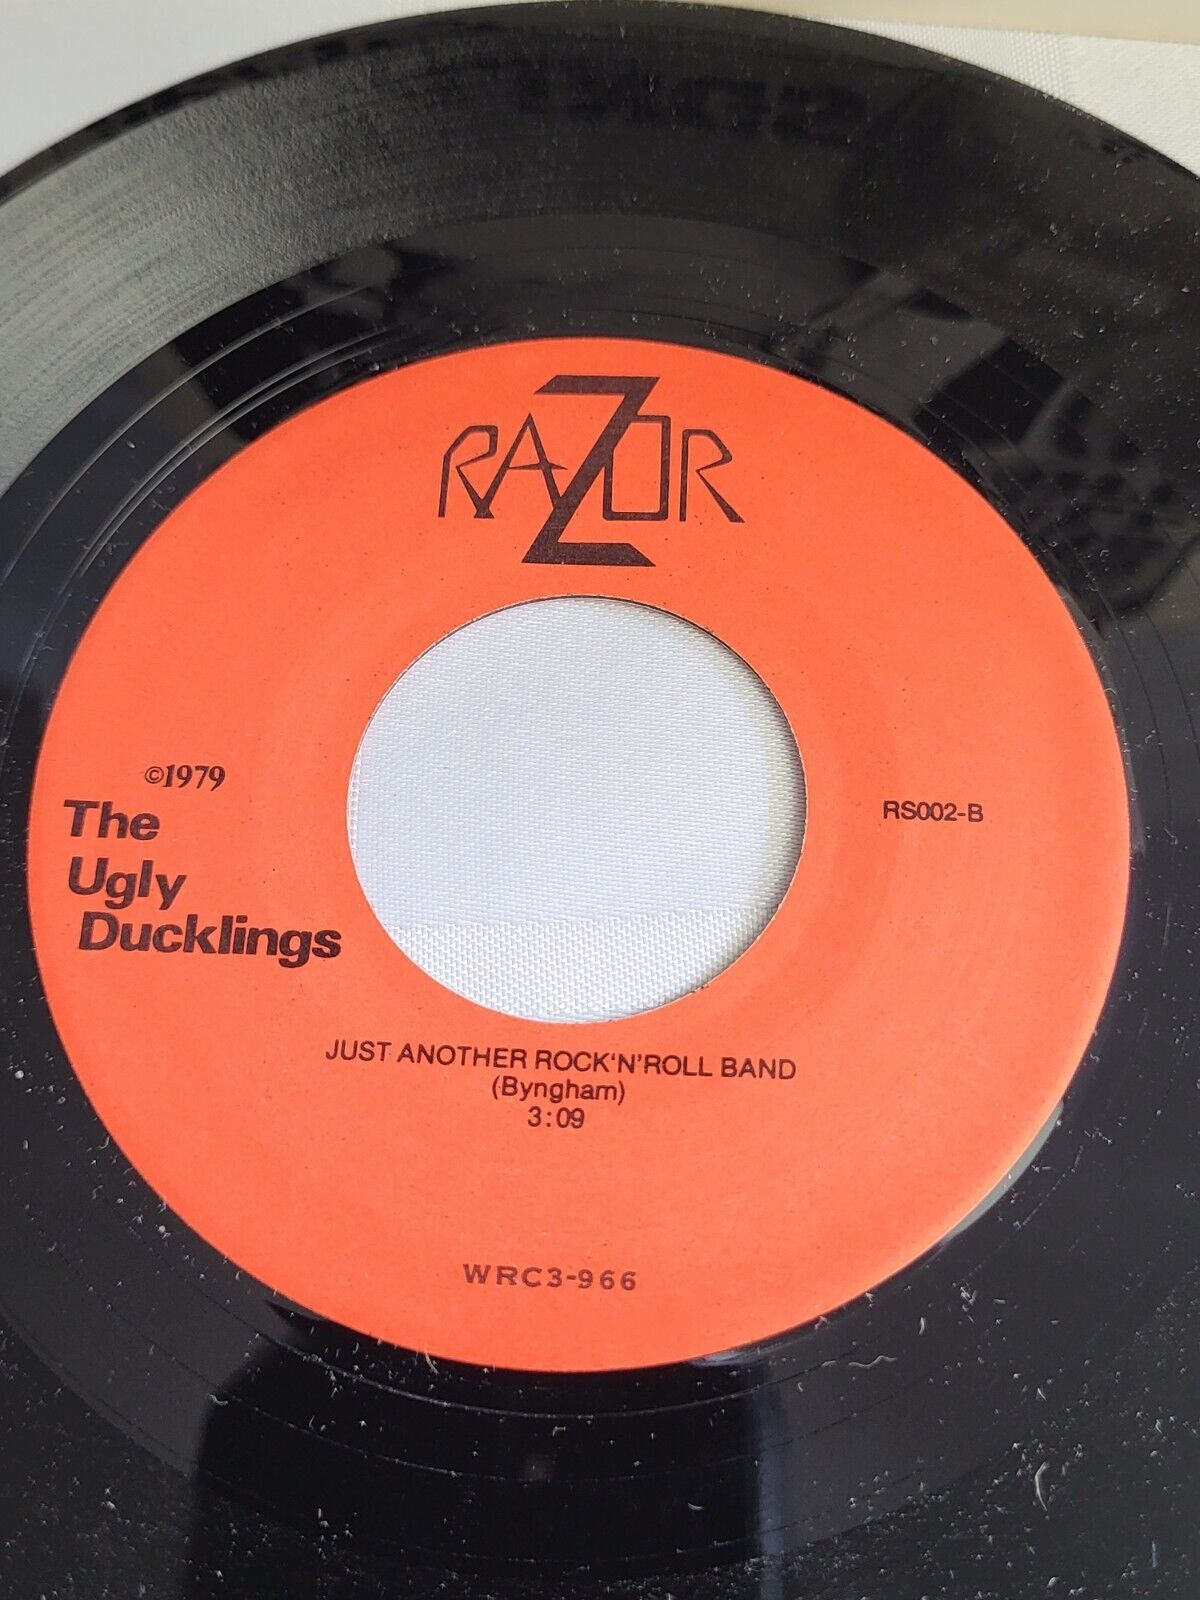 RAZOR
©1979
The
Ugly
Ducklings
RS002-B
JUST ANOTHER ROCK'N'ROLL BAND
(Byngham)
3:09
WRC3-966